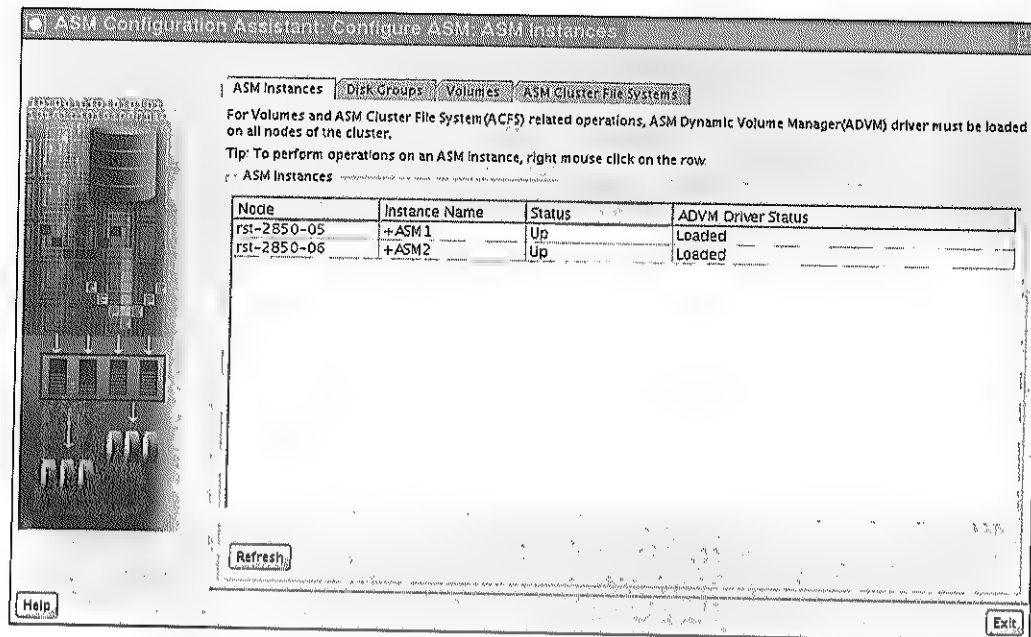 ASM Configuration Assistant: Configure ASM: ASM Instances
ASM Instances Disk Groups Volumes ASM Cluster File Systems
For Volumes and ASM Cluster File System(ACFS) related operations, ASM Dynamic Volume Manager(ADVM) driver must be loaded
on all nodes of the cluster.
Tip: To perform operations on an ASM instance, right mouse click on the row.
ASM Instances
Node Instance Name Status ADVM Driver Status
rst-2850-05 +ASM1 Up Loaded
rst-2850-06 +ASM2 Up Loaded
Refresh
Help Exit